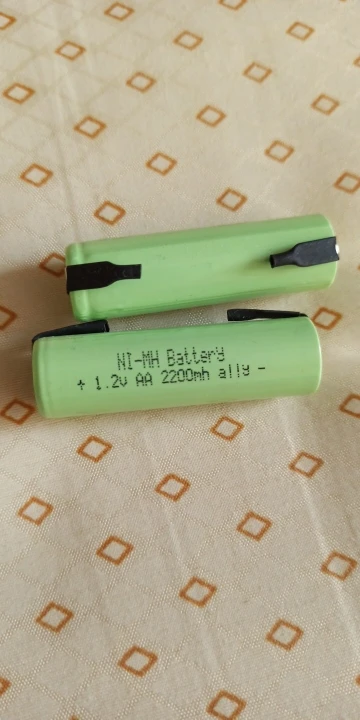 NI-MH Battery
+ 1.2v AA 2200mh ally -